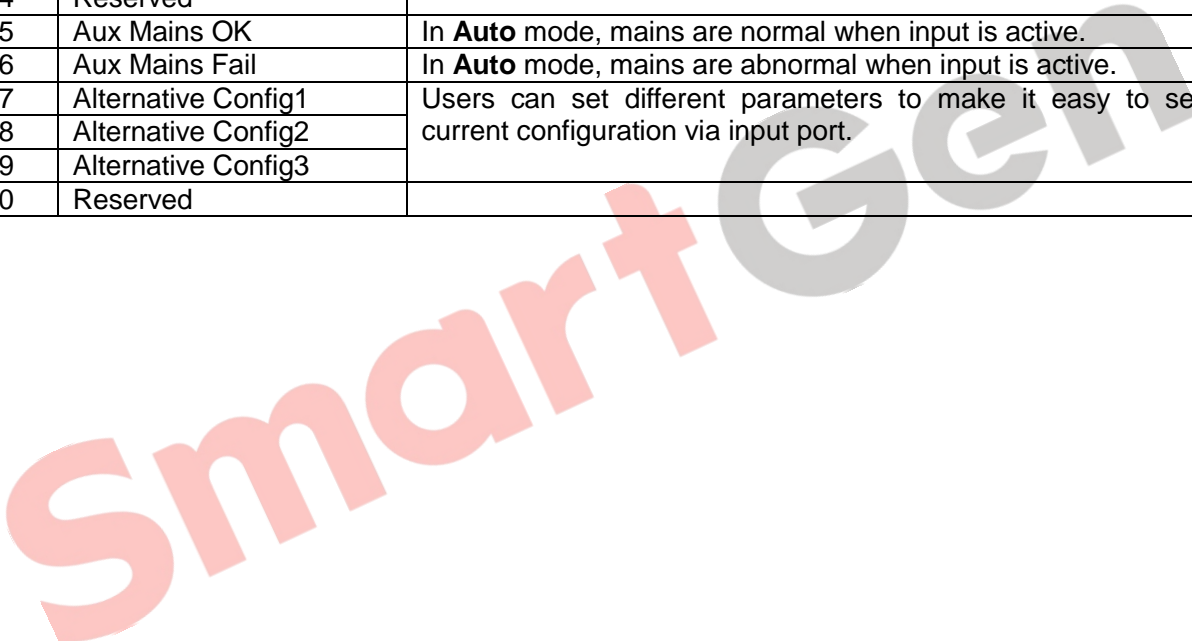 4 Reserved
5 Aux Mains OK In Auto mode, mains are normal when input is active.
6 Aux Mains Fail In Auto mode, mains are abnormal when input is active.
7 Alternative Config1 Users can set different parameters to make it easy to se
8 Alternative Config2 current configuration via input port.
9 Alternative Config3
0 Reserved
SmartGen